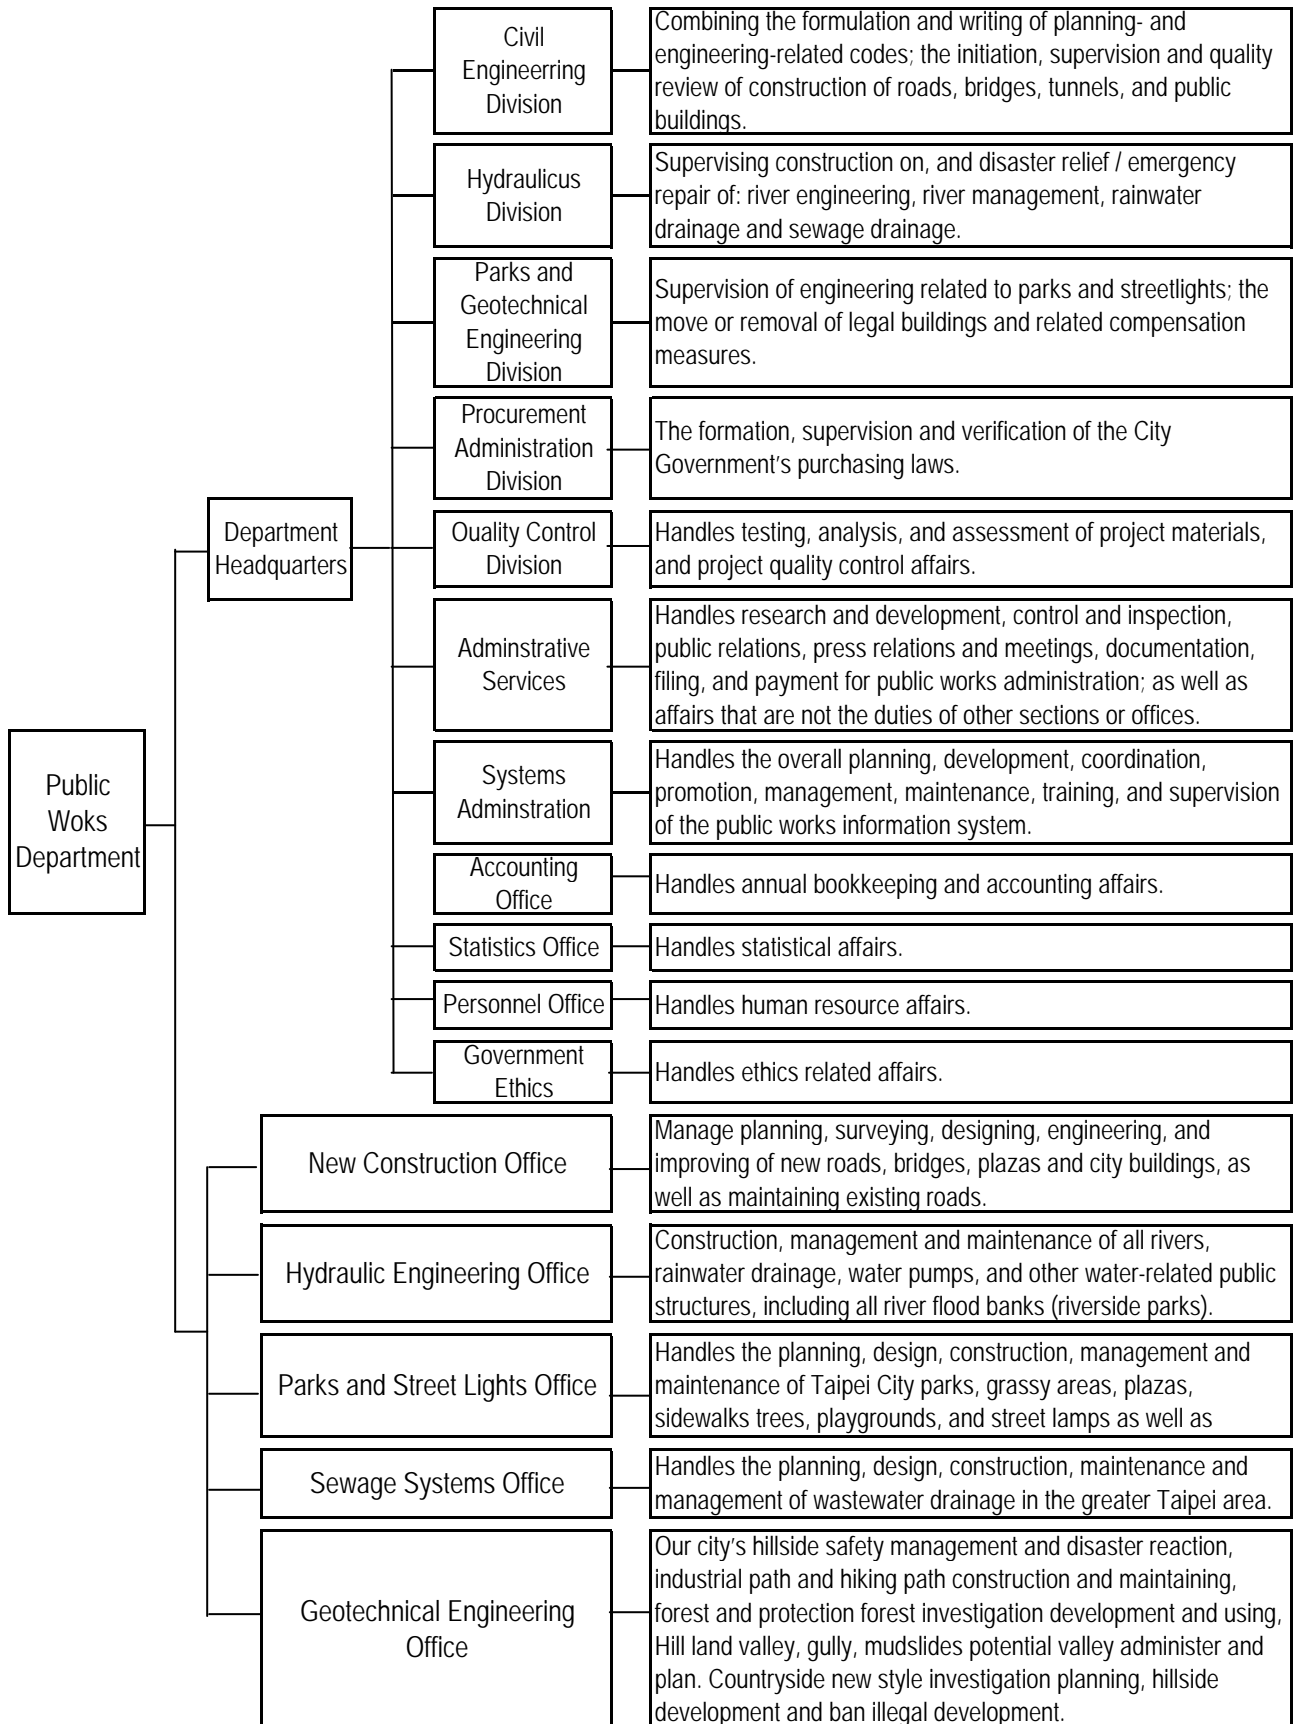 Civil
Engineerring
Division
Combining the formulation and writing of planning- and
engineering-related codes; the initiation, supervision and quality
review of construction of roads, bridges, tunnels, and public
buildings.
Hydraulicus
Division
Supervising construction on, and disaster relief / emergency
repair of: river engineering, river management, rainwater
drainage and sewage drainage.
Parks and
Geotechnical
Engineering
Division
Supervision of engineering related to parks and streetlights; the
move or removal of legal buildings and related compensation
measures.
Procurement
Administration
Division
The formation, supervision and verification of the City
Government's purchasing laws.
Department
Headquarters
Ouality Control
Division
Handles testing, analysis, and assessment of project materials,
and project quality control affairs.
Adminstrative
Services
Handles research and development, control and inspection,
public relations, press relations and meetings, documentation,
filing, and payment for public works administration; as well as
affairs that are not the duties of other sections or offices.
Public
Woks
Department
Systems
Adminstration
Handles the overall planning, development, coordination,
promotion, management, maintenance, training, and supervision
of the public works information system.
Accounting
Office
Handles annual bookkeeping and accounting affairs.
Statistics Office
Handles statistical affairs.
Personnel Office
Handles human resource affairs.
Government
Ethics
Handles ethics related affairs.
New Construction Office
Manage planning, surveying, designing, engineering, and
improving of new roads, bridges, plazas and city buildings, as
well as maintaining existing roads.
Hydraulic Engineering Office
Construction, management and maintenance of all rivers,
rainwater drainage, water pumps, and other water-related public
structures, including all river flood banks (riverside parks).
Parks and Street Lights Office
Handles the planning, design, construction, management and
maintenance of Taipei City parks, grassy areas, plazas,
sidewalks trees, playgrounds, and street lamps as well as
Sewage Systems Office
Handles the planning, design, construction, maintenance and
management of wastewater drainage in the greater Taipei area.
Geotechnical Engineering
Office
Our city's hillside safety management and disaster reaction,
industrial path and hiking path construction and maintaining,
forest and protection forest investigation development and using,
Hill land valley, gully, mudslides potential valley administer and
plan. Countryside new style investigation planning, hillside
development and ban illegal development.